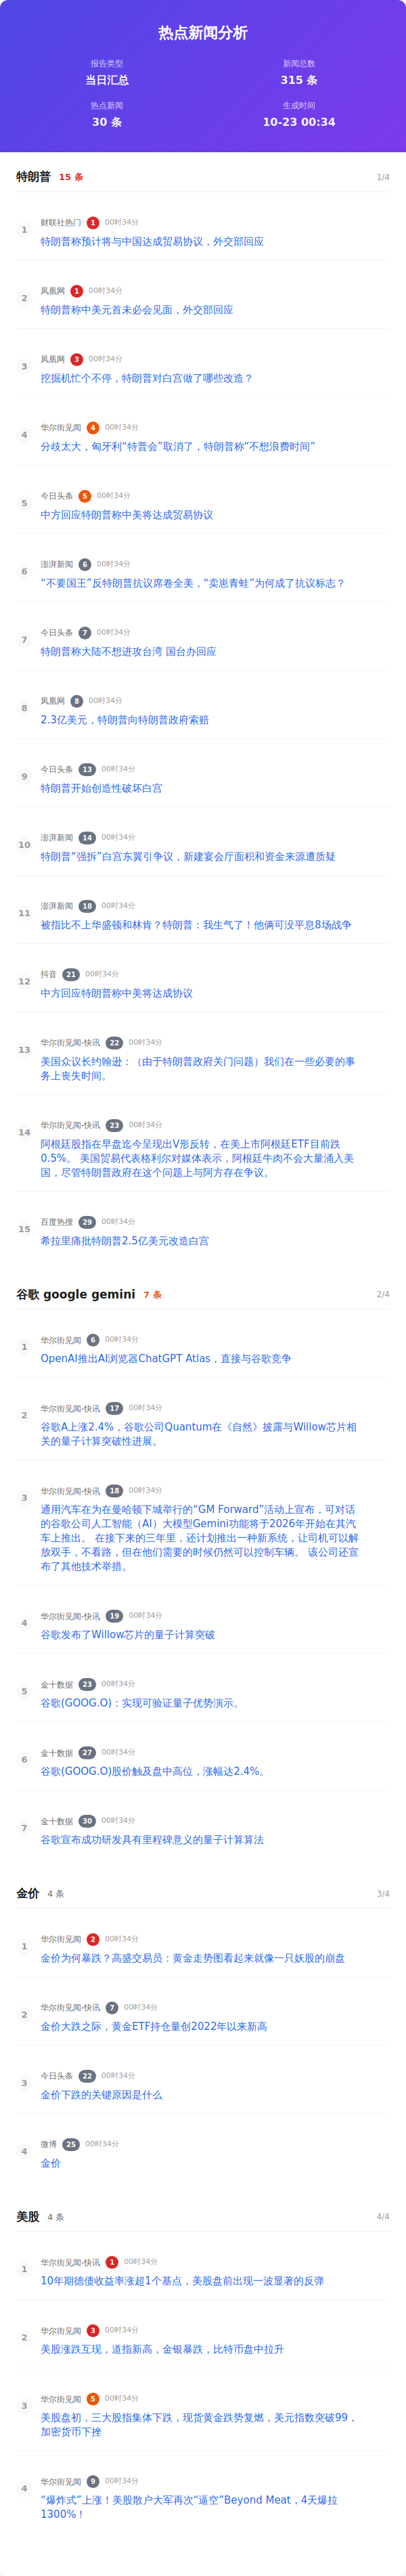 热点新闻分析
报告类型
当日汇总
新闻总数
315 条
热点新闻
30 条
生成时间
10-23 00:34
特朗普 15 条 1/4
1 财联社热门 1 00时34分
特朗普称预计将与中国达成贸易协议，外交部回应
2 凤凰网 1 00时34分
特朗普称中美元首未必会见面，外交部回应
3 凤凰网 3 00时34分
挖掘机忙个不停，特朗普对白宫做了哪些改造？
4 华尔街见闻 4 00时34分
分歧太大，匈牙利“特普会”取消了，特朗普称“不想浪费时间”
5 今日头条 5 00时34分
中方回应特朗普称中美将达成贸易协议
6 澎湃新闻 6 00时34分
“不要国王”反特朗普抗议席卷全美，“卖崽青蛙”为何成了抗议标志？
7 今日头条 7 00时34分
特朗普称大陆不想进攻台湾 国台办回应
8 凤凰网 8 00时34分
2.3亿美元，特朗普向特朗普政府索赔
9 今日头条 13 00时34分
特朗普开始创造性破坏白宫
10 澎湃新闻 14 00时34分
特朗普“强拆”白宫东翼引争议，新建宴会厅面积和资金来源遭质疑
11 澎湃新闻 18 00时34分
被指比不上华盛顿和林肯？特朗普：我生气了！他俩可没平息8场战争
12 抖音 21 00时34分
中方回应特朗普称中美将达成协议
13 华尔街见闻-快讯 22 00时34分
美国众议长约翰逊：（由于特朗普政府关门问题）我们在一些必要的事
务上丧失时间。
14 华尔街见闻-快讯 23 00时34分
阿根廷股指在早盘迄今呈现出V形反转，在美上市阿根廷ETF目前跌
0.5%。 美国贸易代表格利尔对媒体表示，阿根廷牛肉不会大量涌入美
国，尽管特朗普政府在这个问题上与阿方存在争议。
15 百度热搜 29 00时34分
希拉里痛批特朗普2.5亿美元改造白宫
谷歌 google gemini 7 条 2/4
1 华尔街见闻 6 00时34分
OpenAI推出AI浏览器ChatGPT Atlas，直接与谷歌竞争
2 华尔街见闻-快讯 17 00时34分
谷歌A上涨2.4%，谷歌公司Quantum在《自然》披露与Willow芯片相
关的量子计算突破性进展。
3 华尔街见闻-快讯 18 00时34分
通用汽车在为在曼哈顿下城举行的“GM Forward”活动上宣布，可对话
的谷歌公司人工智能（AI）大模型Gemini功能将于2026年开始在其汽
车上推出。 在接下来的三年里，还计划推出一种新系统，让司机可以解
放双手，不看路，但在他们需要的时候仍然可以控制车辆。 该公司还宣
布了其他技术举措。
4 华尔街见闻-快讯 19 00时34分
谷歌发布了Willow芯片的量子计算突破
5 金十数据 23 00时34分
谷歌(GOOG.O)：实现可验证量子优势演示。
6 金十数据 27 00时34分
谷歌(GOOG.O)股价触及盘中高位，涨幅达2.4%。
7 金十数据 30 00时34分
谷歌宣布成功研发具有里程碑意义的量子计算算法
金价 4 条 3/4
1 华尔街见闻 2 00时34分
金价为何暴跌？高盛交易员：黄金走势图看起来就像一只妖股的崩盘
2 华尔街见闻-快讯 7 00时34分
金价大跌之际，黄金ETF持仓量创2022年以来新高
3 今日头条 22 00时34分
金价下跌的关键原因是什么
4 微博 25 00时34分
金价
美股 4 条 4/4
1 华尔街见闻-快讯 1 00时34分
10年期德债收益率涨超1个基点，美股盘前出现一波显著的反弹
2 华尔街见闻 3 00时34分
美股涨跌互现，道指新高，金银暴跌，比特币盘中拉升
3 华尔街见闻 5 00时34分
美股盘初，三大股指集体下跌，现货黄金跌势复燃，美元指数突破99，
加密货币下挫
4 华尔街见闻 9 00时34分
“爆炸式”上涨！美股散户大军再次“逼空”Beyond Meat，4天爆拉
1300%！